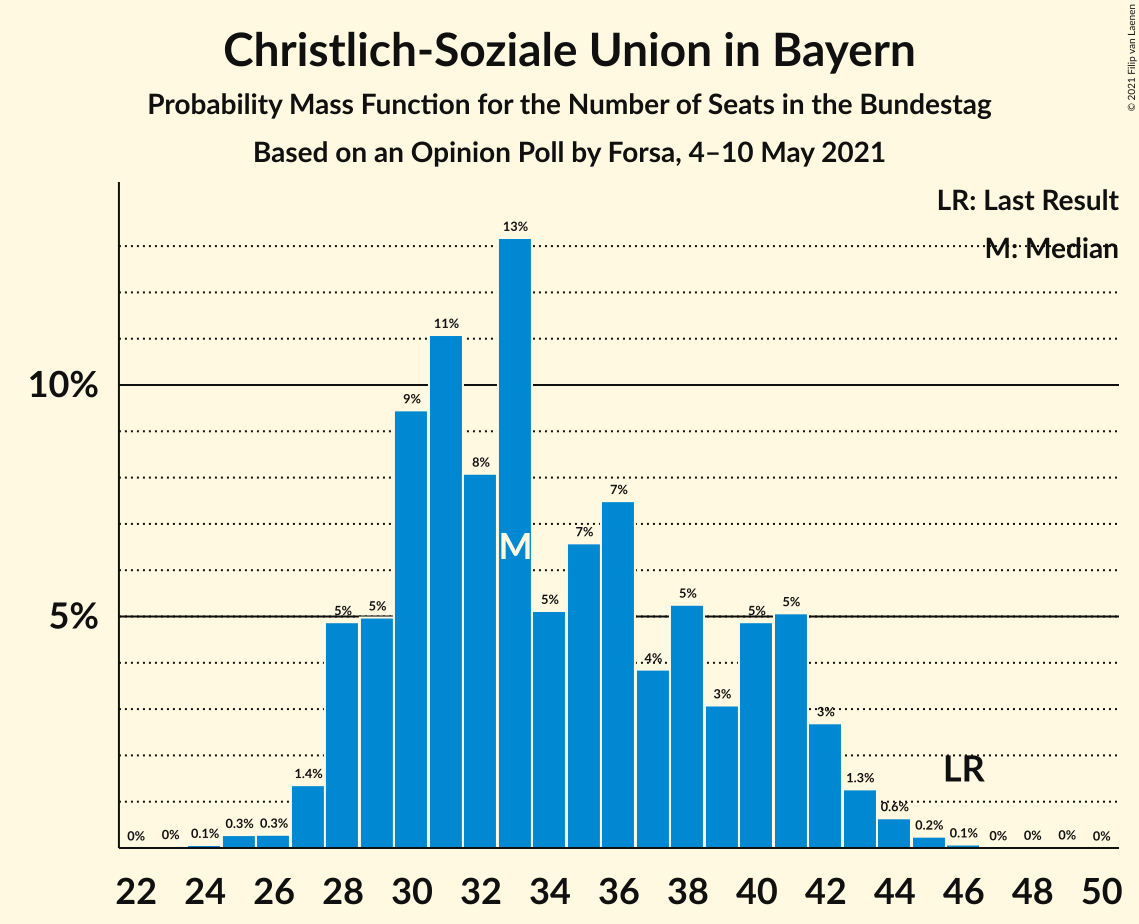 Christlich-Soziale Union in Bayern
Probability Mass Function for the Number of Seats in the Bundestag
Based on an Opinion Poll by Forsa, 4–10 May 2021
© 2021 Filip van Laenen
LR: Last Result
M: Median
10%
5%
0% 0% 0.1% 0.3% 0.3% 1.4% 5% 5% 9% 11% 8% 13% 5% 7% 7% 4% 5% 3% 5% 5% 3% 1.3% 0.6% 0.2% 0.1% 0% 0% 0% 0%
M
LR
22 24 26 28 30 32 34 36 38 40 42 44 46 48 50